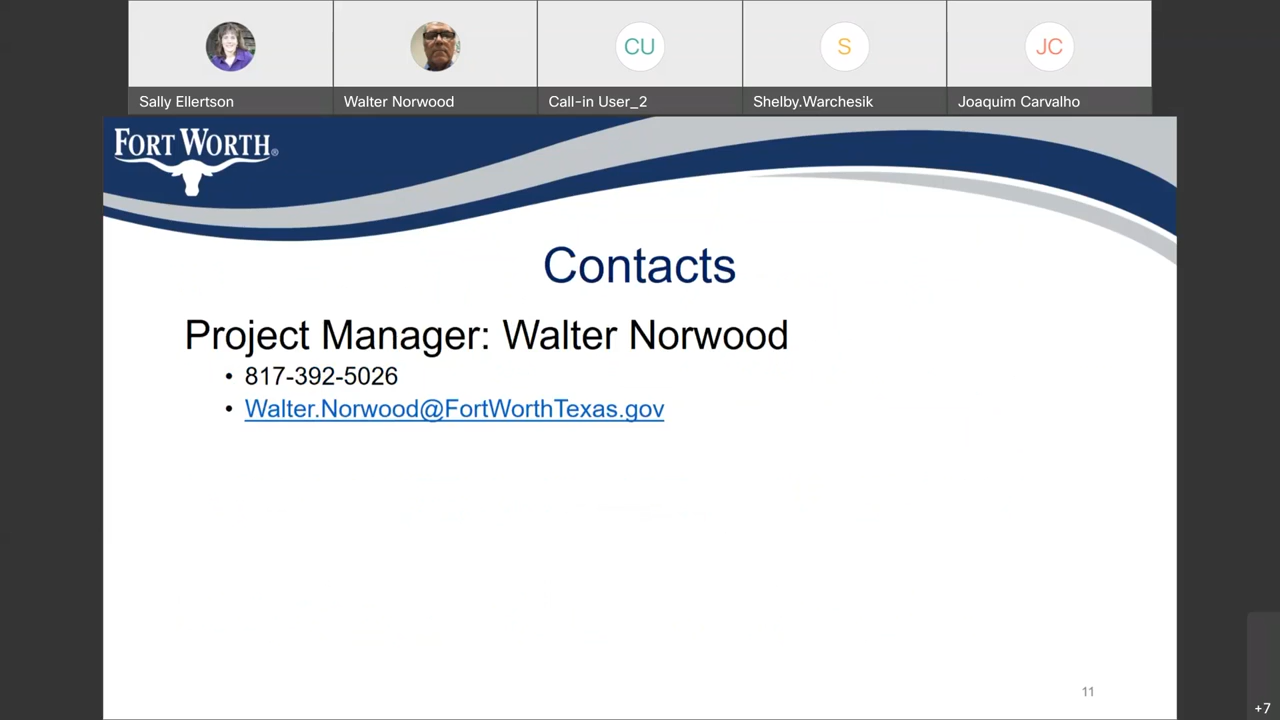 Sally Ellertson
Walter Norwood
CU
Call-in User_2
S
Shelby.Warchesik
JC
Joaquim Carvalho
FORT WORTH®
Contacts
Project Manager: Walter Norwood
• 817-392-5026
• Walter.Norwood@FortWorthTexas.gov
11
+7